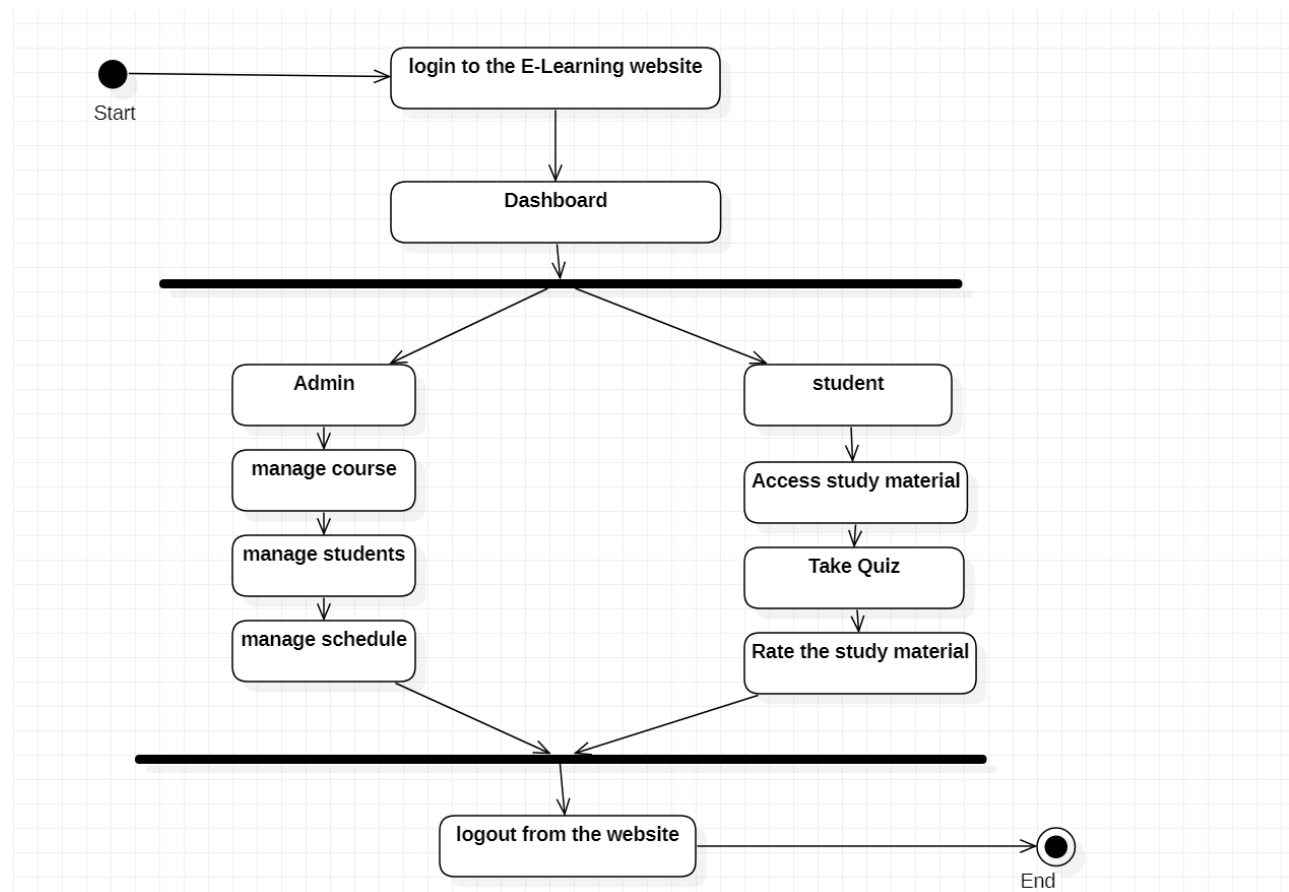 login to the E-Learning website
Start
Dashboard
Admin
student
manage course
Access study material
manage students
Take Quiz
manage schedule
Rate the study material
logout from the website
End